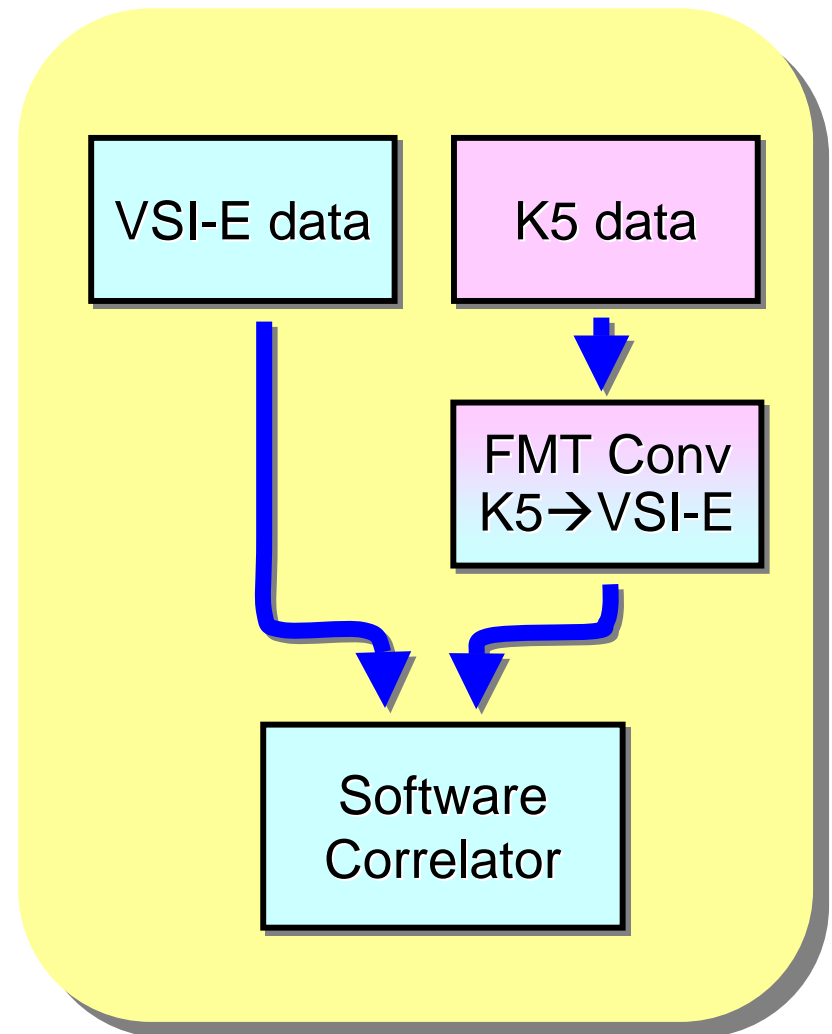 VSI-E data
K5 data
FMT Conv
K5→VSI-E
Software
Correlator